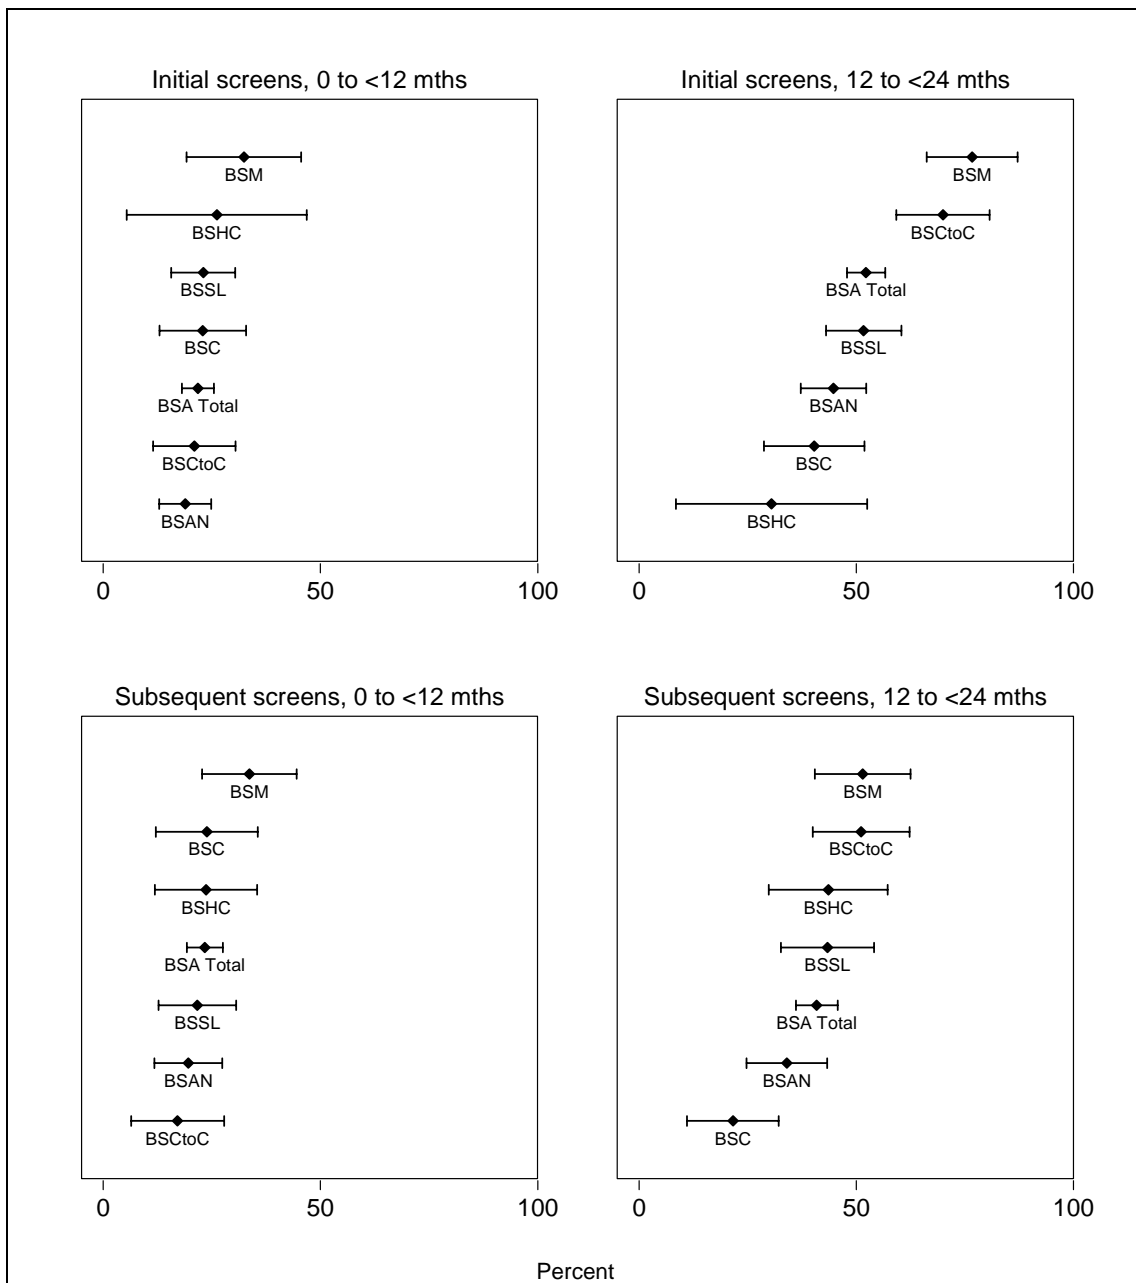 Initial screens, 0 to <12 mths
BSM
BSHC
BSSL
BSC
BSA Total
BSCtoC
BSAN
0 50 100
Initial screens, 12 to <24 mths
BSM
BSCtoC
BSA Total
BSSL
BSAN
BSC
BSHC
0 50 100
Subsequent screens, 0 to <12 mths
BSM
BSC
BSHC
BSA Total
BSSL
BSAN
BSCtoC
0 50 100
Subsequent screens, 12 to <24 mths
BSM
BSCtoC
BSHC
BSSL
BSA Total
BSAN
BSC
0 50 100
Percent